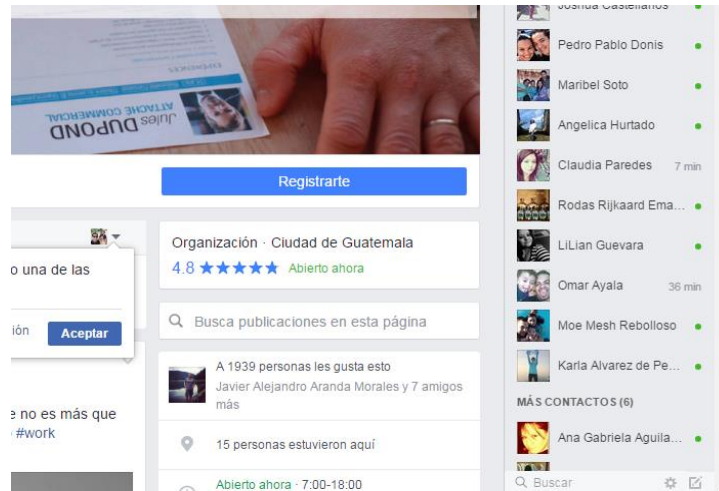 EXPÉRIENCES
ATTACHÉ COMMERCIAL
Jules DUPOND
Registrarte
o una de las
ión
Aceptar
e no es más que
#work
Organización · Ciudad de Guatemala
4.8 Abierto ahora
Busca publicaciones en esta página
A 1939 personas les gusta esto
Javier Alejandro Aranda Morales y 7 amigos
más
15 personas estuvieron aquí
Abierto ahora · 7:00-18:00
Joshua Castellanos
Pedro Pablo Donis
Maribel Soto
Angelica Hurtado
Claudia Paredes 7 min
Rodas Rijkaard Ema...
LiLian Guevara
Omar Ayala 36 min
Moe Mesh Rebolloso
Karla Alvarez de Pe...
MÁS CONTACTOS (6)
Ana Gabriela Aguila...
Buscar